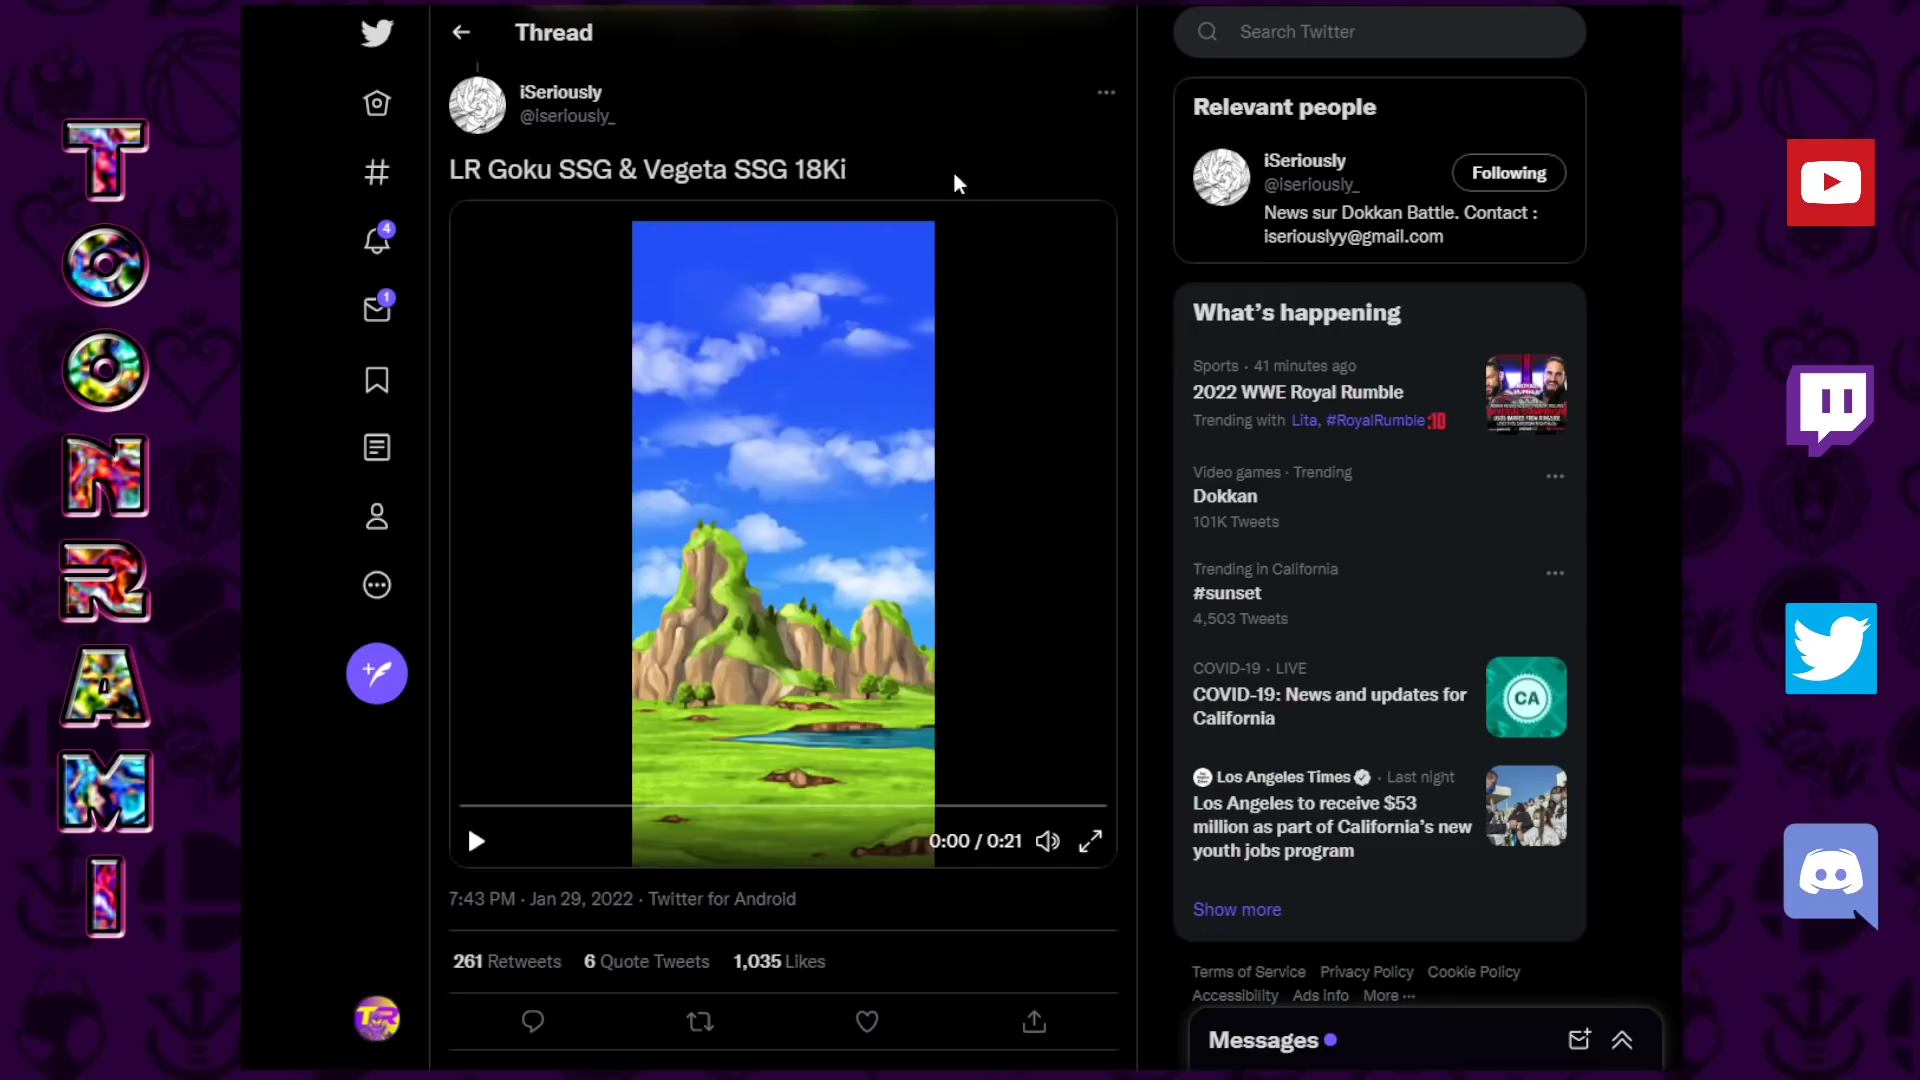 TOONRAMI
Thread
iSeriously
@iseriously_
LR Goku SSG & Vegeta SSG 18Ki
0:00 / 0:21
7:43 PM · Jan 29, 2022 · Twitter for Android
261 Retweets 6 Quote Tweets 1,035 Likes
4
1
TR
Search Twitter
Relevant people
iSeriously
@iseriously_
Following
News sur Dokkan Battle. Contact :
iseriouslyy@gmail.com
What's happening
Sports · 41 minutes ago
2022 WWE Royal Rumble
Trending with Lita, #RoyalRumble
Video games · Trending
Dokkan
101K Tweets
Trending in California
#sunset
4,503 Tweets
COVID-19 · LIVE
COVID-19: News and updates for
California
CA
Los Angeles Times · Last night
Los Angeles to receive $53
million as part of California's new
youth jobs program
Show more
Terms of Service Privacy Policy Cookie Policy
Accessibility Ads info More ···
Messages